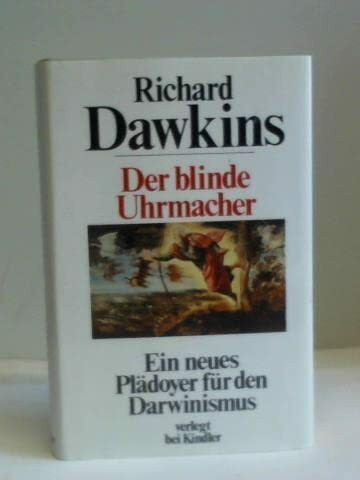 Richard
Dawkins
Der blinde
Uhrmacher
Ein neues
Plädoyer für den
Darwinismus
verlegt
bei Kindler